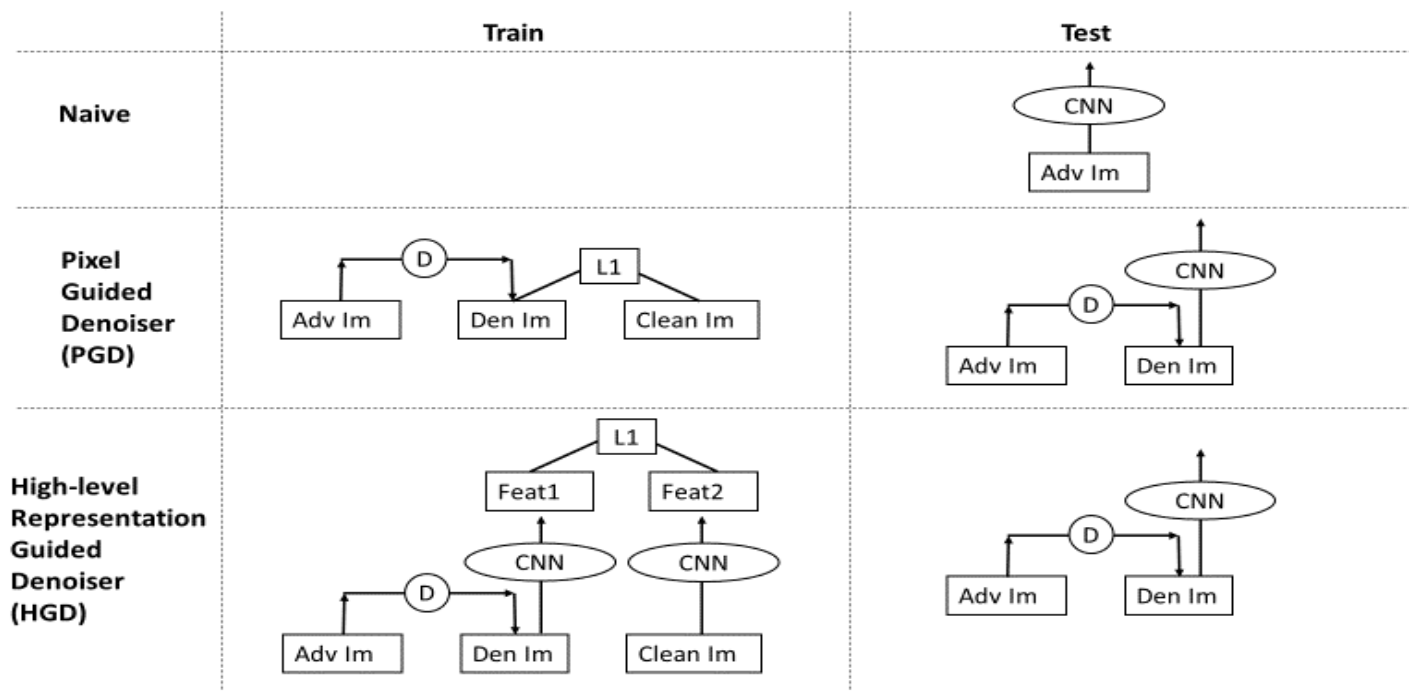 Train
Test
Naive
CNN
Adv Im
Pixel
Guided
Denoiser
(PGD)
D
L1
Adv Im
Den Im
Clean Im
CNN
D
Adv Im
Den Im
High-level
Representation
Guided
Denoiser
(HGD)
L1
Feat1
Feat2
CNN
CNN
D
Adv Im
Den Im
Clean Im
CNN
D
Adv Im
Den Im